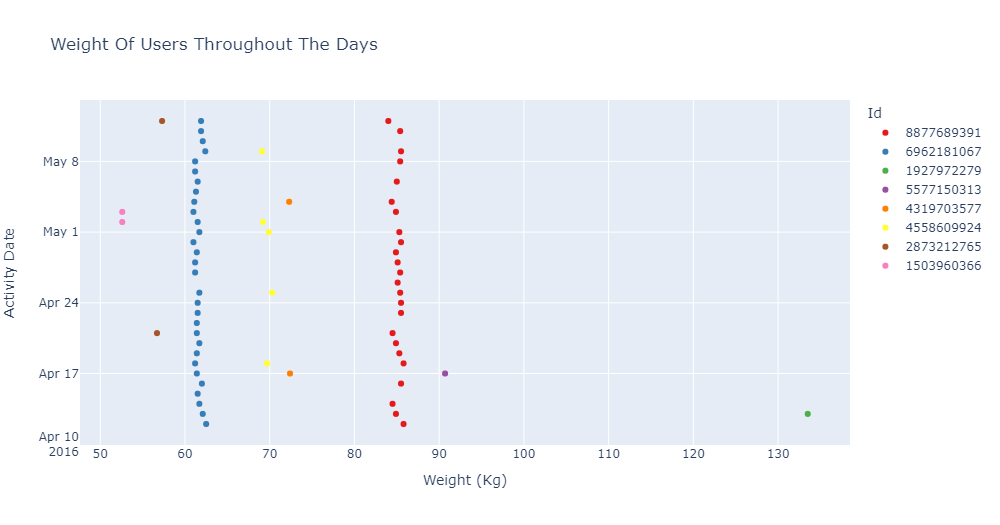 Weight Of Users Throughout The Days
Id
8877689391
6962181067
1927972279
5577150313
4319703577
4558609924
2873212765
1503960366
Activity Date
May 8
May 1
Apr 24
Apr 17
Apr 10
2016
50 60 70 80 90 100 110 120 130
Weight (Kg)